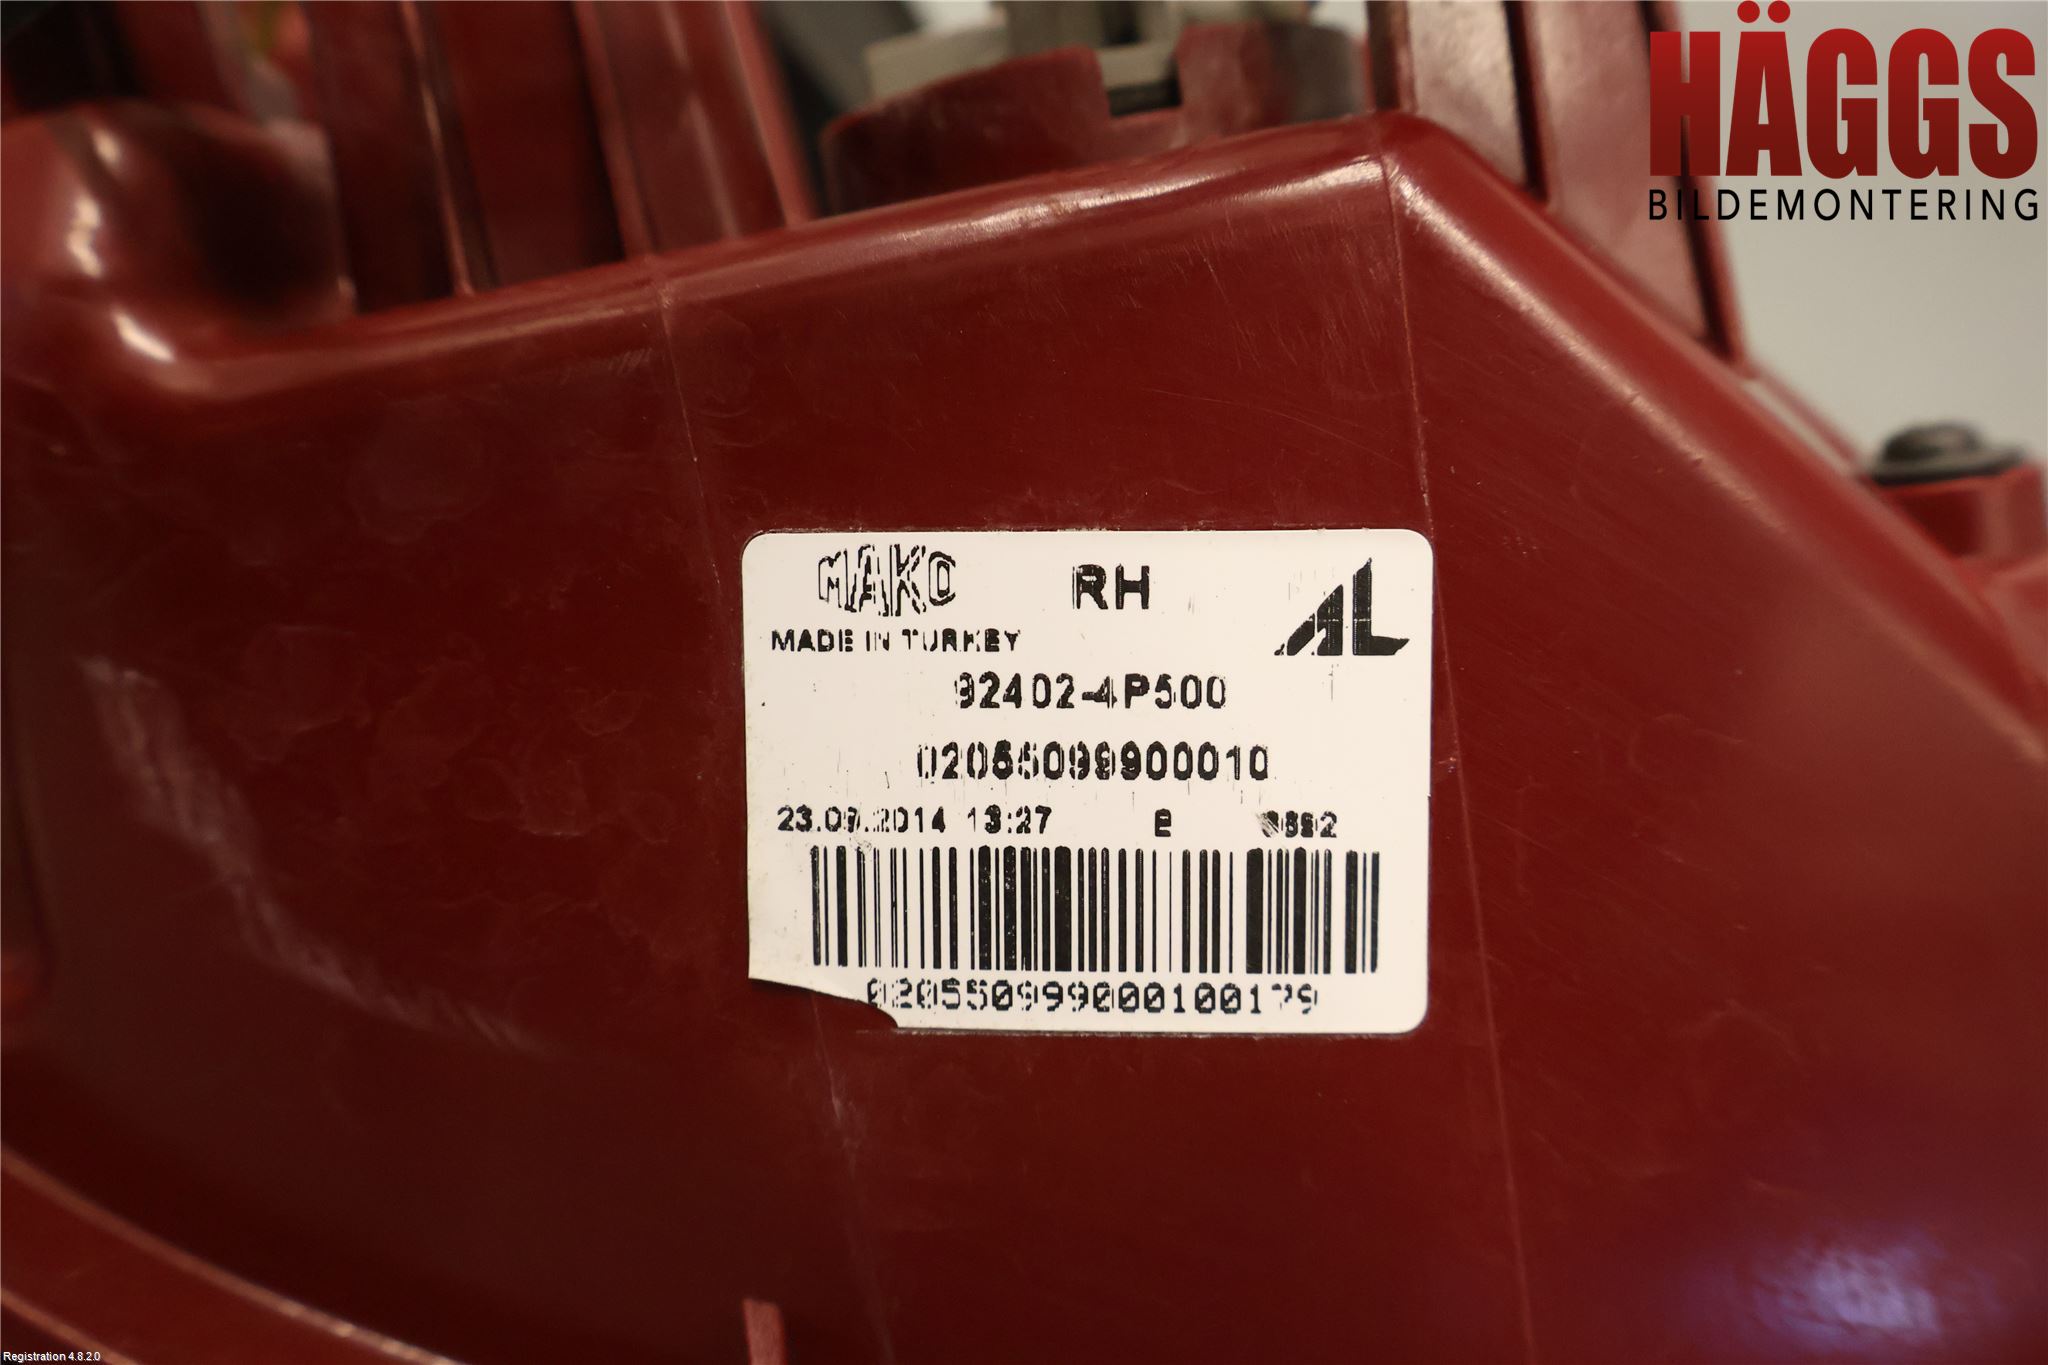 HÄGGS
BILDEMONTERING
MAKO RH AL
MADE IN TURKEY
92402-4P500
02055099900010
23.09.2014 13:27 e
020550999000100179
Registration 4.8.2.0